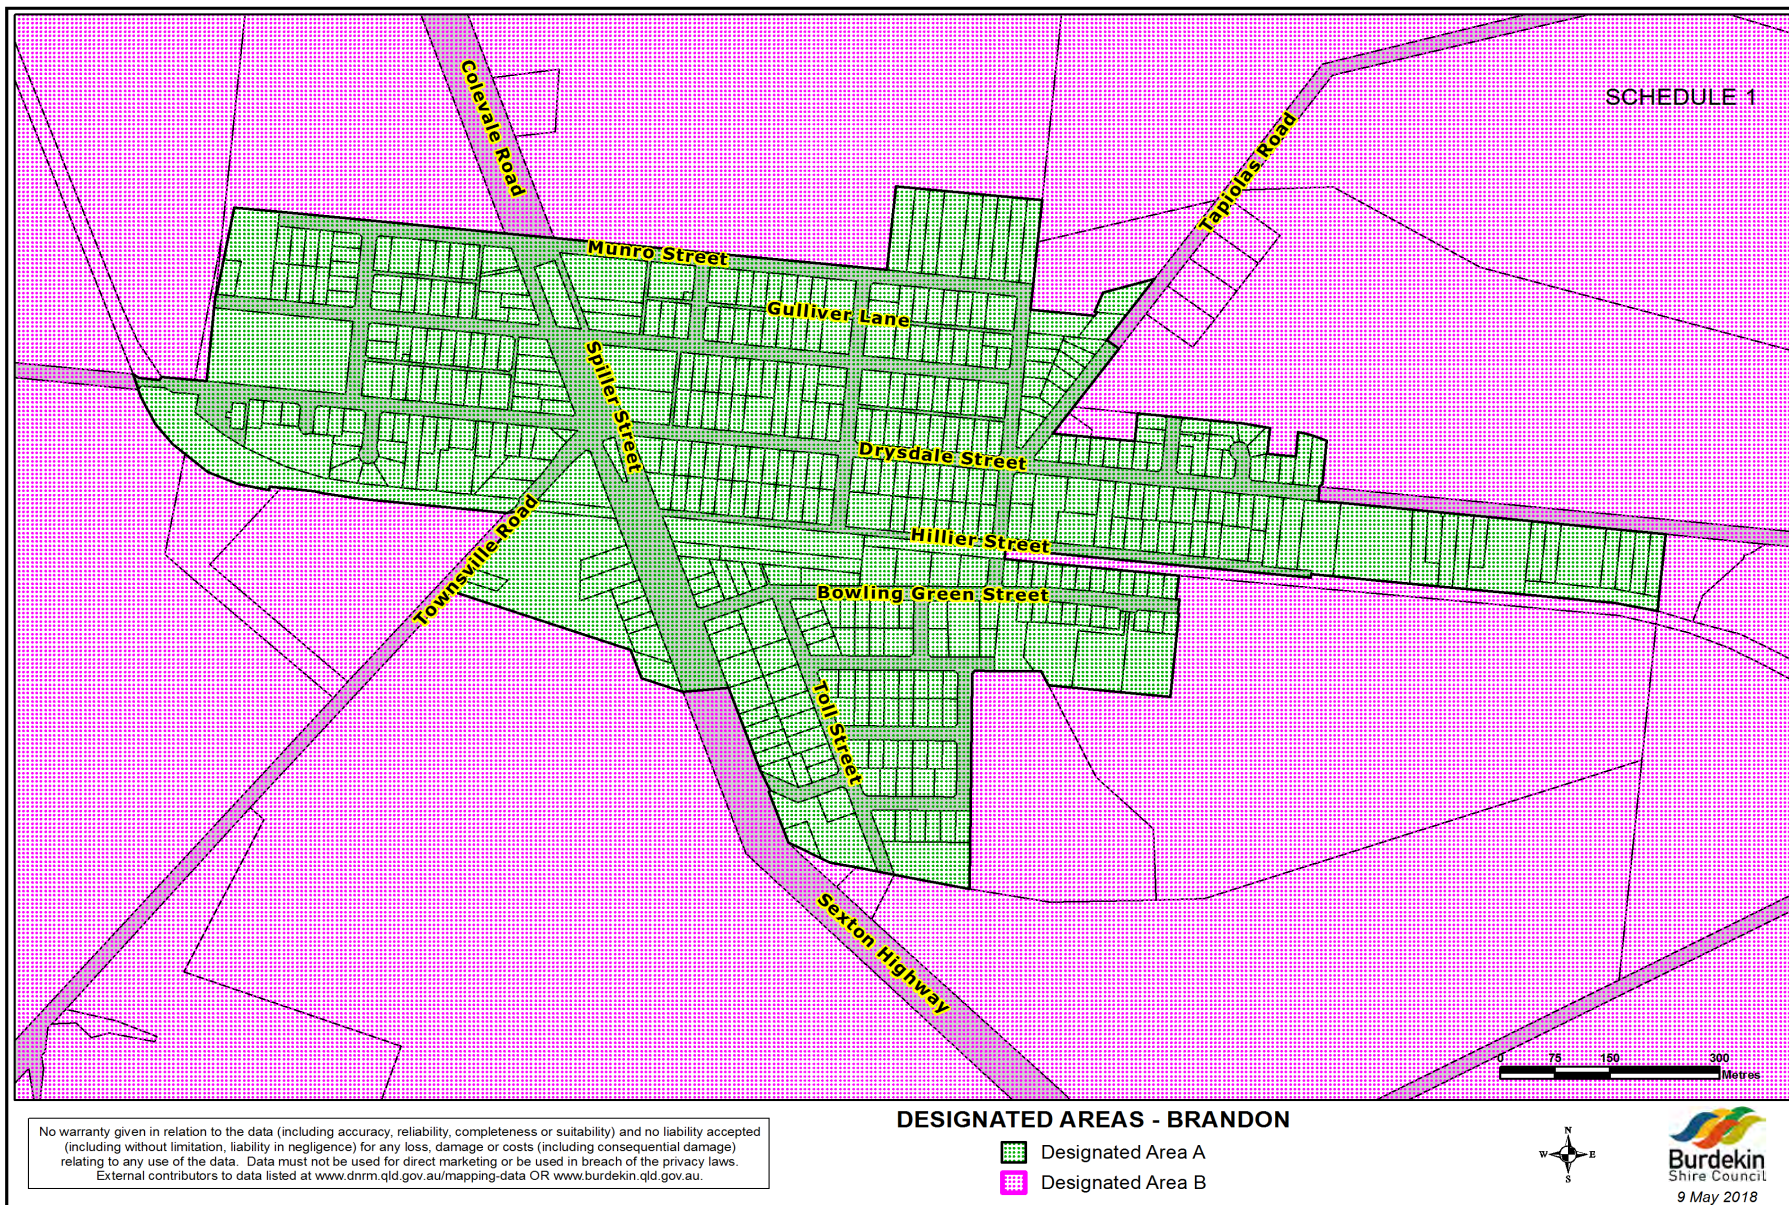 SCHEDULE 1
Colevale Road
Tapiolas Road
Munro Street
Gulliver Lane
Spiller Street
Drysdale Street
Townsville Road
Hillier Street
Bowling Green Street
Toll Street
Sexton Highway
0 75 150 300
Metres
DESIGNATED AREAS - BRANDON
Designated Area A
Designated Area B
No warranty given in relation to the data (including accuracy, reliability, completeness or suitability) and no liability accepted
(including without limitation, liability in negligence) for any loss, damage or costs (including consequential damage)
relating to any use of the data. Data must not be used for direct marketing or be used in breach of the privacy laws.
External contributors to data listed at www.dnrm.qld.gov.au/mapping-data OR www.burdekin.qld.gov.au.
N
W E
S
Burdekin
Shire Council
9 May 2018